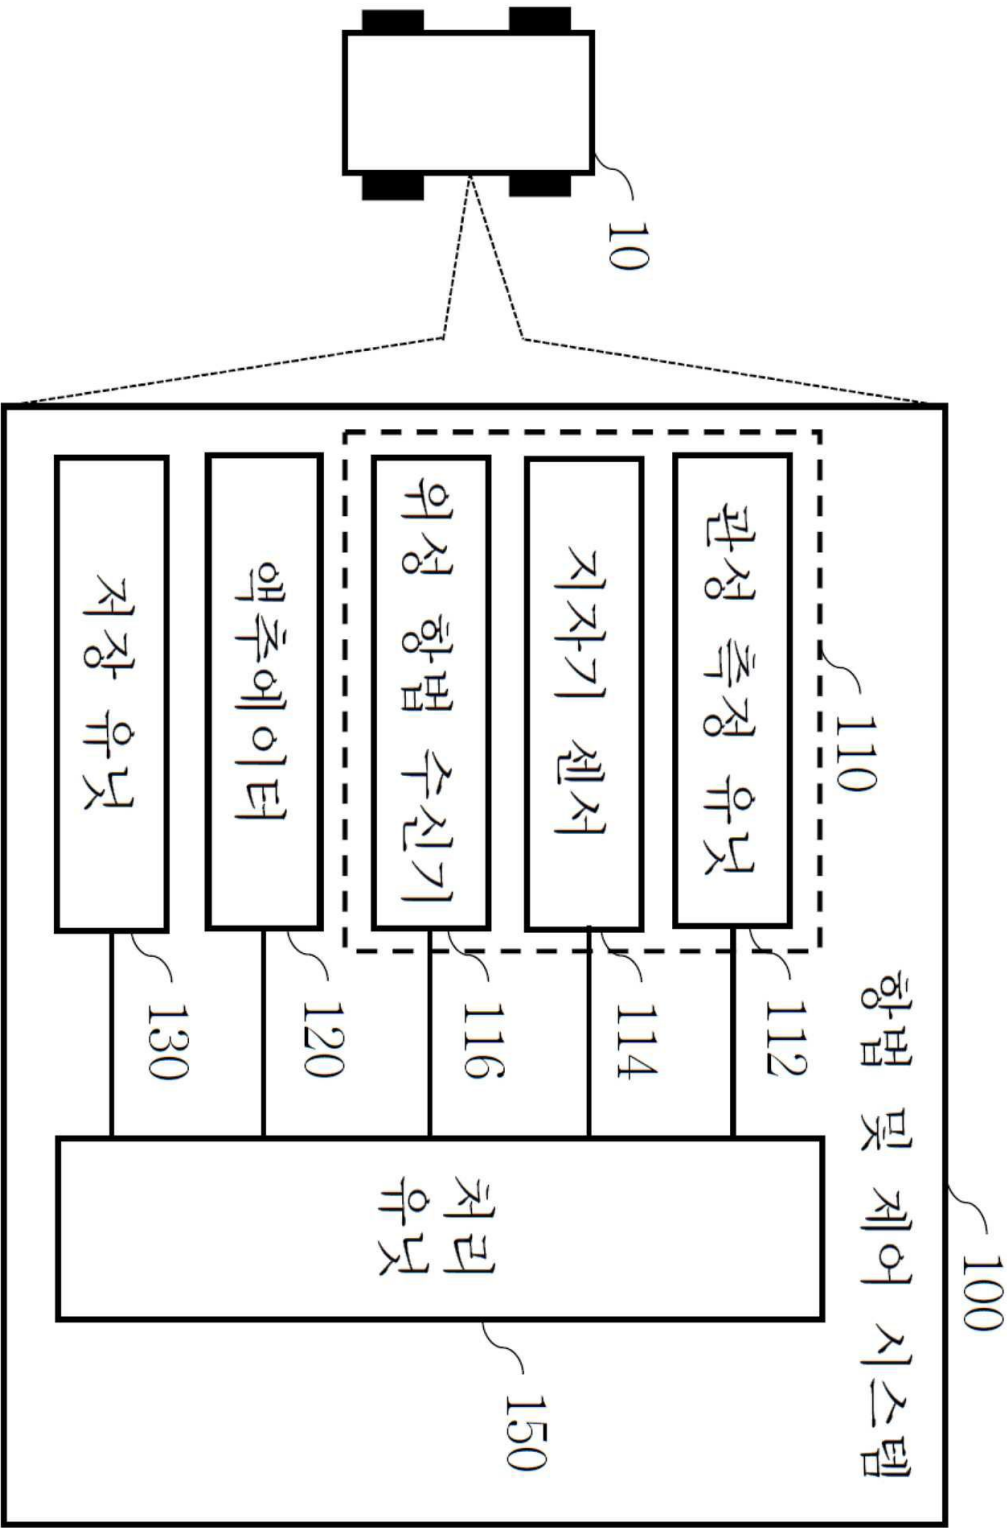 10
100
항법 및 제어 시스템
110
관성 측정 유닛
112
지자기 센서
114
위성 항법 수신기
116
액추에이터
120
저장 유닛
130
처리
유닛
150